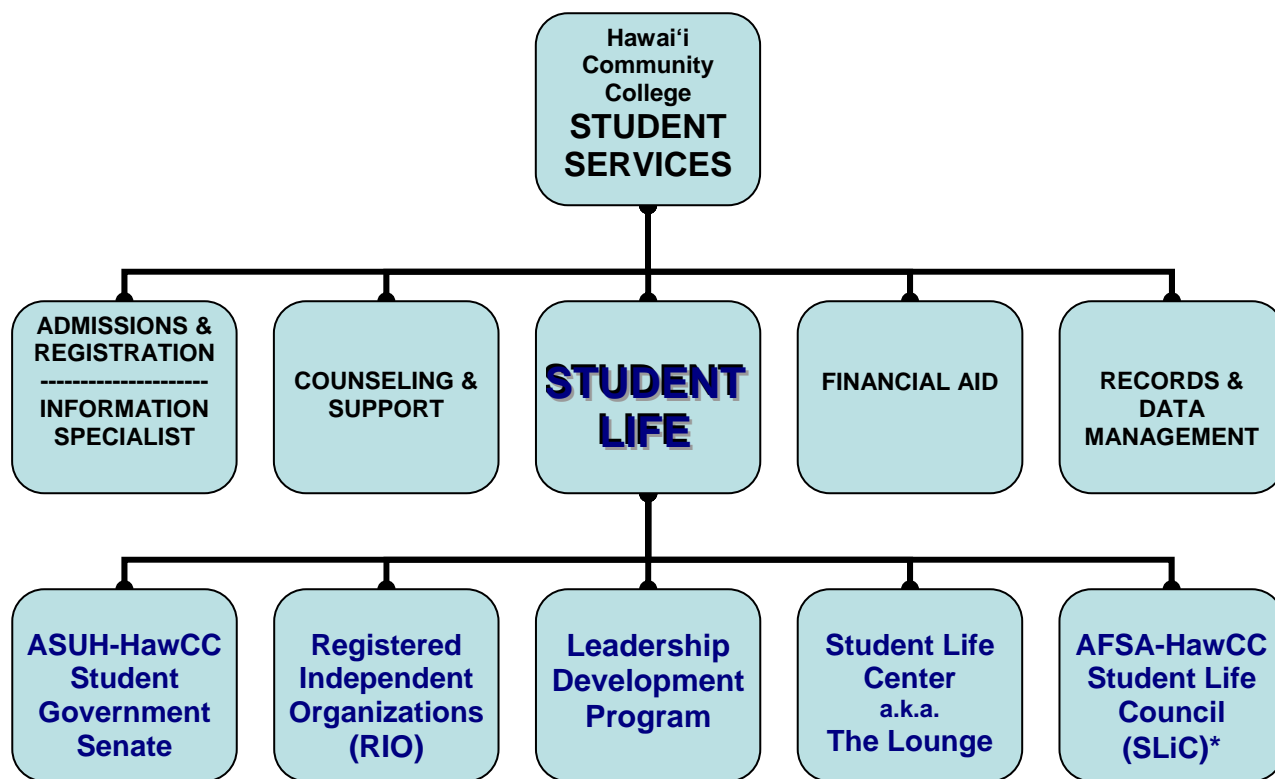 Hawai‘i
Community
College
STUDENT
SERVICES
ADMISSIONS &
REGISTRATION
---------------------
INFORMATION
SPECIALIST
COUNSELING &
SUPPORT
STUDENT
LIFE
FINANCIAL AID
RECORDS &
DATA
MANAGEMENT
ASUH-HawCC
Student
Government
Senate
Registered
Independent
Organizations
(RIO)
Leadership
Development
Program
Student Life
Center
a.k.a.
The Lounge
AFSA-HawCC
Student Life
Council
(SLiC)*